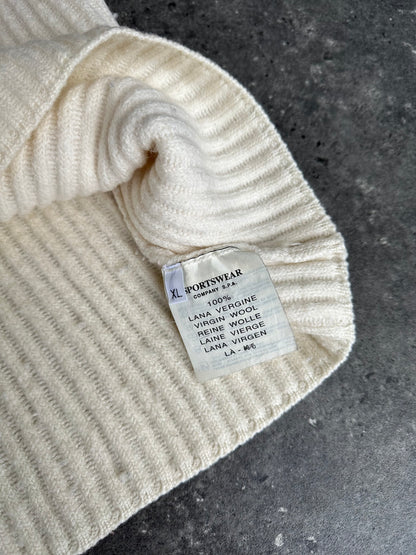 XL
SPORTSWEAR
COMPANY S.P.A.
100%
LANA VERGINE
VIRGIN WOOL
REINE WOLLE
LAINE VIERGE
LANA VIRGEN
LA -